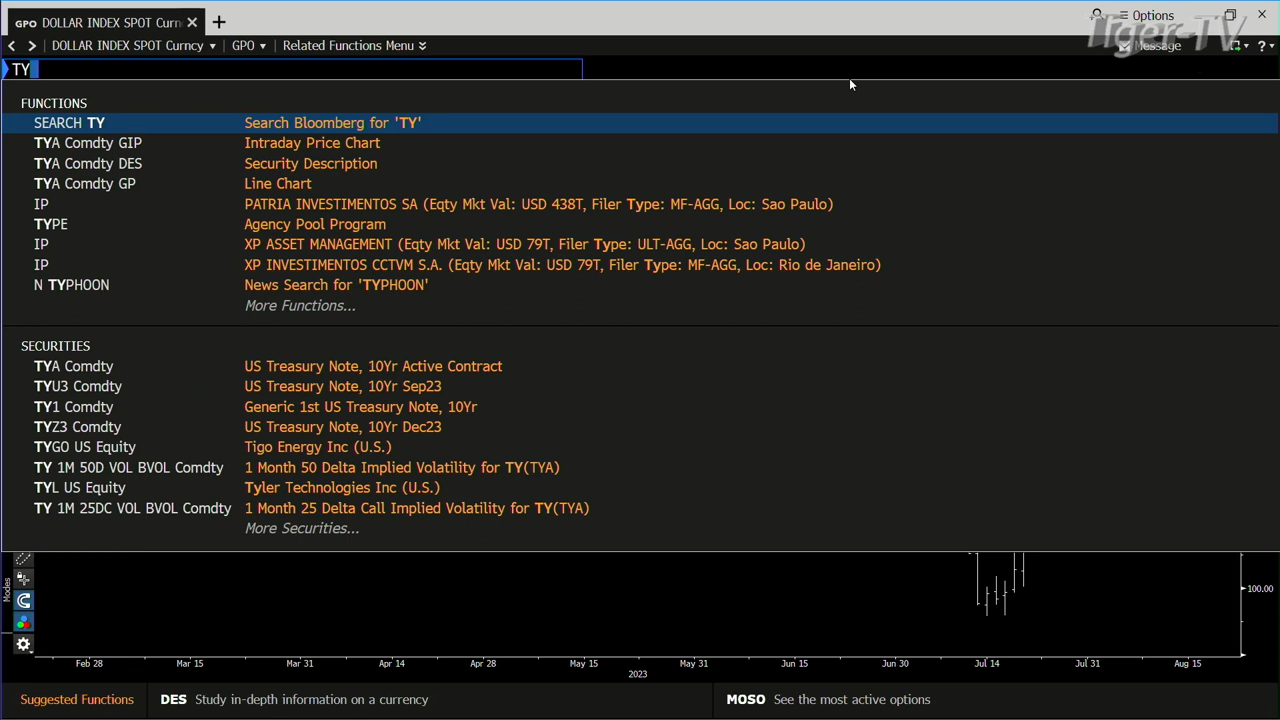 GPO DOLLAR INDEX SPOT Curn
Options
Tiger-TV
DOLLAR INDEX SPOT Curncy
GPO
Related Functions Menu
Message
?
TY
FUNCTIONS
SEARCH TY Search Bloomberg for 'TY'
TYA Comdty GIP Intraday Price Chart
TYA Comdty DES Security Description
TYA Comdty GP Line Chart
IP PATRIA INVESTIMENTOS SA (Eqty Mkt Val: USD 438T, Filer Type: MF-AGG, Loc: Sao Paulo)
TYPE Agency Pool Program
IP XP ASSET MANAGEMENT (Eqty Mkt Val: USD 79T, Filer Type: ULT-AGG, Loc: Sao Paulo)
IP XP INVESTIMENTOS CCTVM S.A. (Eqty Mkt Val: USD 79T, Filer Type: MF-AGG, Loc: Rio de Janeiro)
N TYPHOON News Search for 'TYPHOON'
More Functions...
SECURITIES
TYA Comdty US Treasury Note, 10Yr Active Contract
TYU3 Comdty US Treasury Note, 10Yr Sep23
TY1 Comdty Generic 1st US Treasury Note, 10Yr
TYZ3 Comdty US Treasury Note, 10Yr Dec23
TYGO US Equity Tigo Energy Inc (U.S.)
TY 1M 50D VOL BVOL Comdty 1 Month 50 Delta Implied Volatility for TY(TYA)
TYL US Equity Tyler Technologies Inc (U.S.)
TY 1M 25DC VOL BVOL Comdty 1 Month 25 Delta Call Implied Volatility for TY(TYA)
More Securities...
Modes
100.00
Feb 28 Mar 15 Mar 31 Apr 14 Apr 28 May 15 May 31 Jun 15 Jun 30 Jul 14 Jul 31 Aug 15
2023
Suggested Functions DES Study in-depth information on a currency MOSO See the most active options